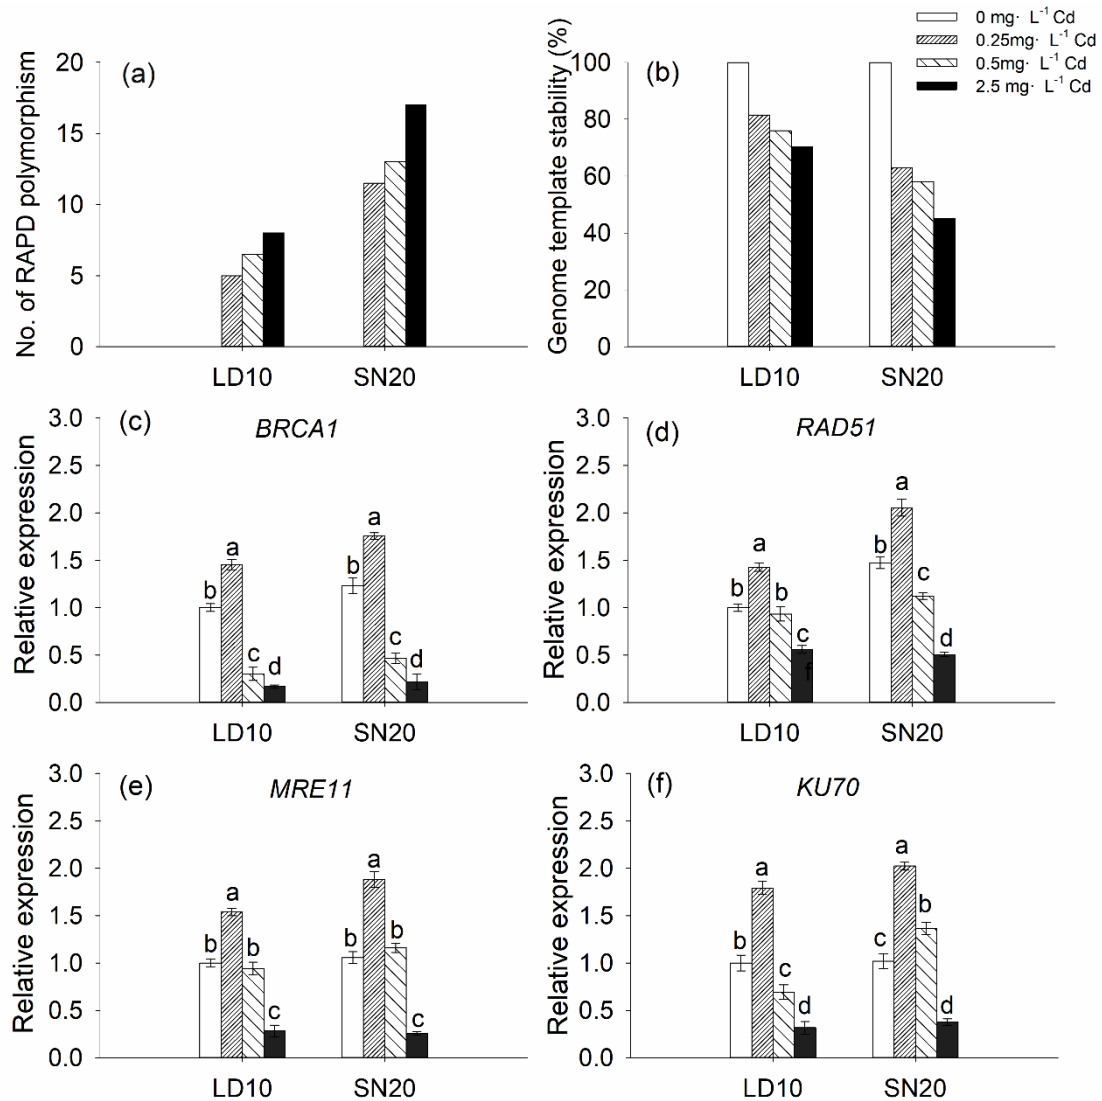 0 mg· L⁻¹ Cd
0.25mg· L⁻¹ Cd
0.5mg· L⁻¹ Cd
2.5 mg· L⁻¹ Cd
(a)
No. of RAPD polymorphism
20
15
10
5
0
LD10 SN20
(b)
Genome template stability (%)
100
80
60
40
20
0
LD10 SN20
(c)
BRCA1
Relative expression
3.0
2.5
2.0
1.5
1.0
0.5
0.0
b a c d b a c d
LD10 SN20
(d)
RAD51
Relative expression
3.0
2.5
2.0
1.5
1.0
0.5
0.0
b a b c b a c d
f
LD10 SN20
(e)
MRE11
Relative expression
3.0
2.5
2.0
1.5
1.0
0.5
0.0
b a b c b a b c
LD10 SN20
(f)
KU70
Relative expression
3.0
2.5
2.0
1.5
1.0
0.5
0.0
b a c d c a b d
LD10 SN20